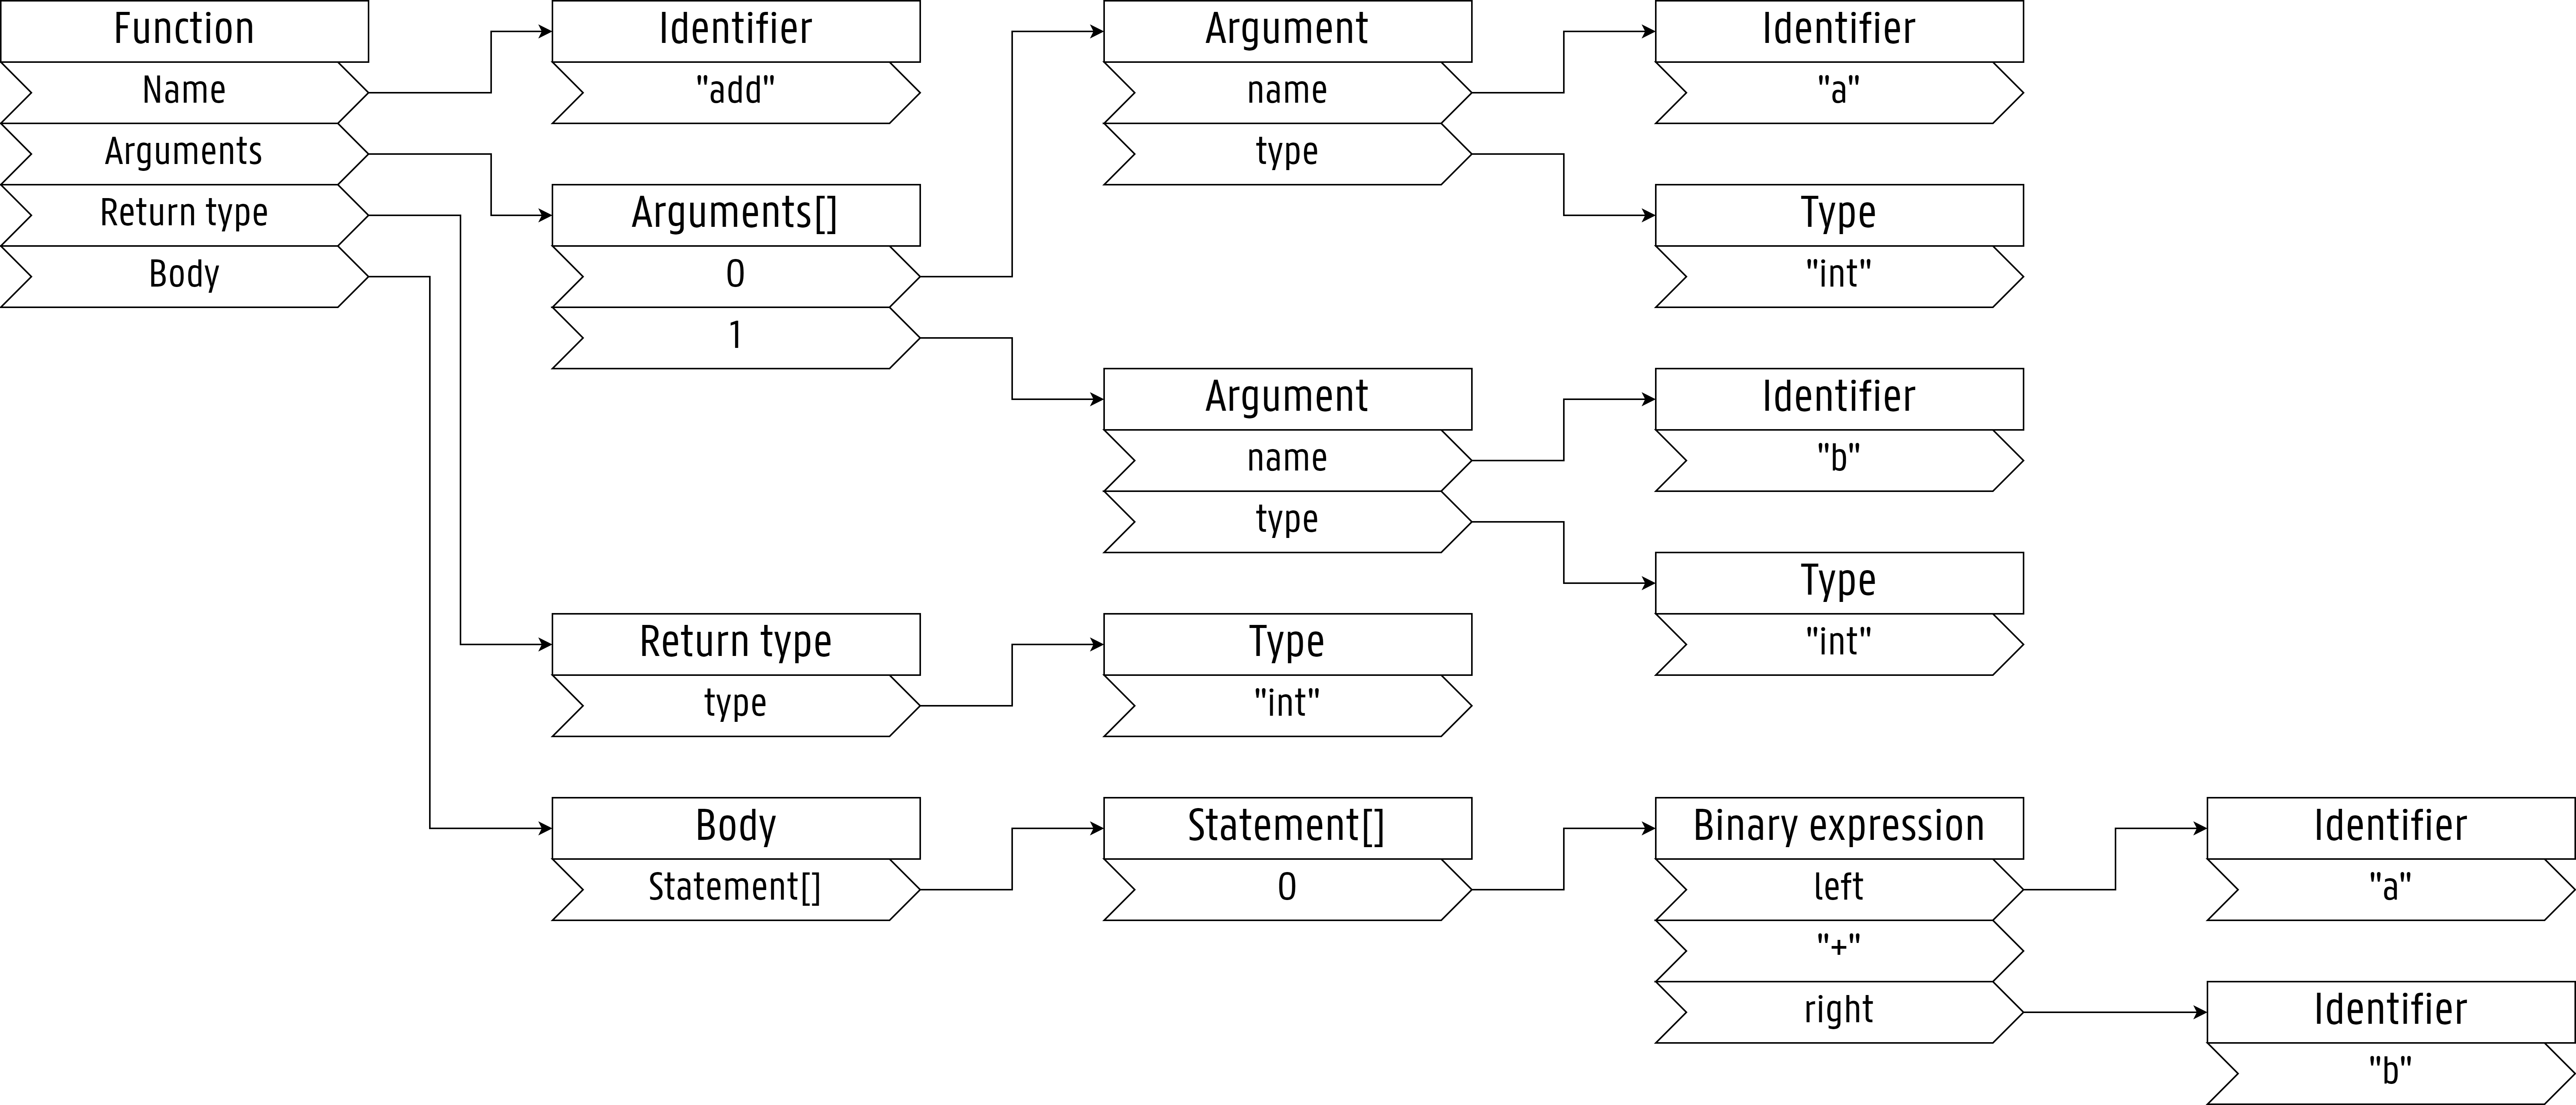 Function
Name
Arguments
Return type
Body
Identifier
"add"
Arguments[]
0
1
Argument
name
type
Identifier
"a"
Type
"int"
Argument
name
type
Identifier
"b"
Type
"int"
Return type
type
Type
"int"
Body
Statement[]
Statement[]
0
Binary expression
left
"+"
right
Identifier
"a"
Identifier
"b"